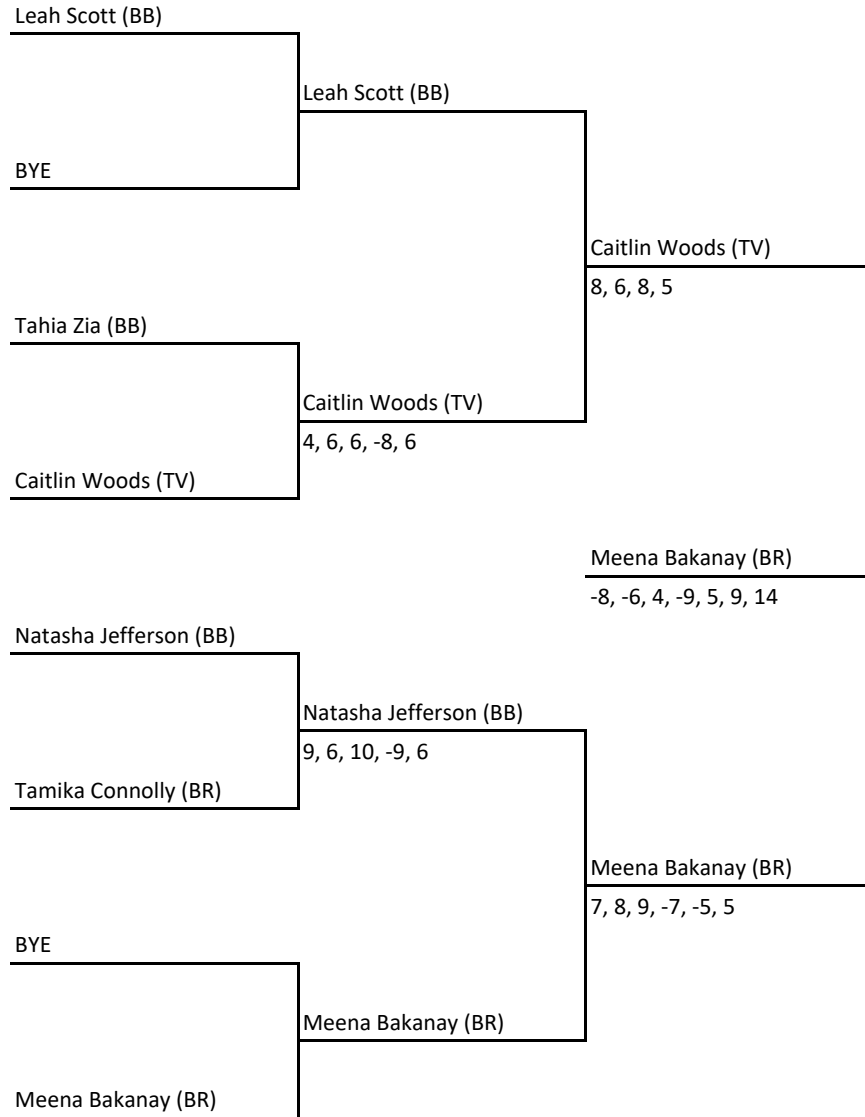 Leah Scott (BB)
Leah Scott (BB)
BYE
Caitlin Woods (TV)
8, 6, 8, 5
Tahia Zia (BB)
Caitlin Woods (TV)
4, 6, 6, -8, 6
Caitlin Woods (TV)
Meena Bakanay (BR)
-8, -6, 4, -9, 5, 9, 14
Natasha Jefferson (BB)
Natasha Jefferson (BB)
9, 6, 10, -9, 6
Tamika Connolly (BR)
Meena Bakanay (BR)
7, 8, 9, -7, -5, 5
BYE
Meena Bakanay (BR)
Meena Bakanay (BR)